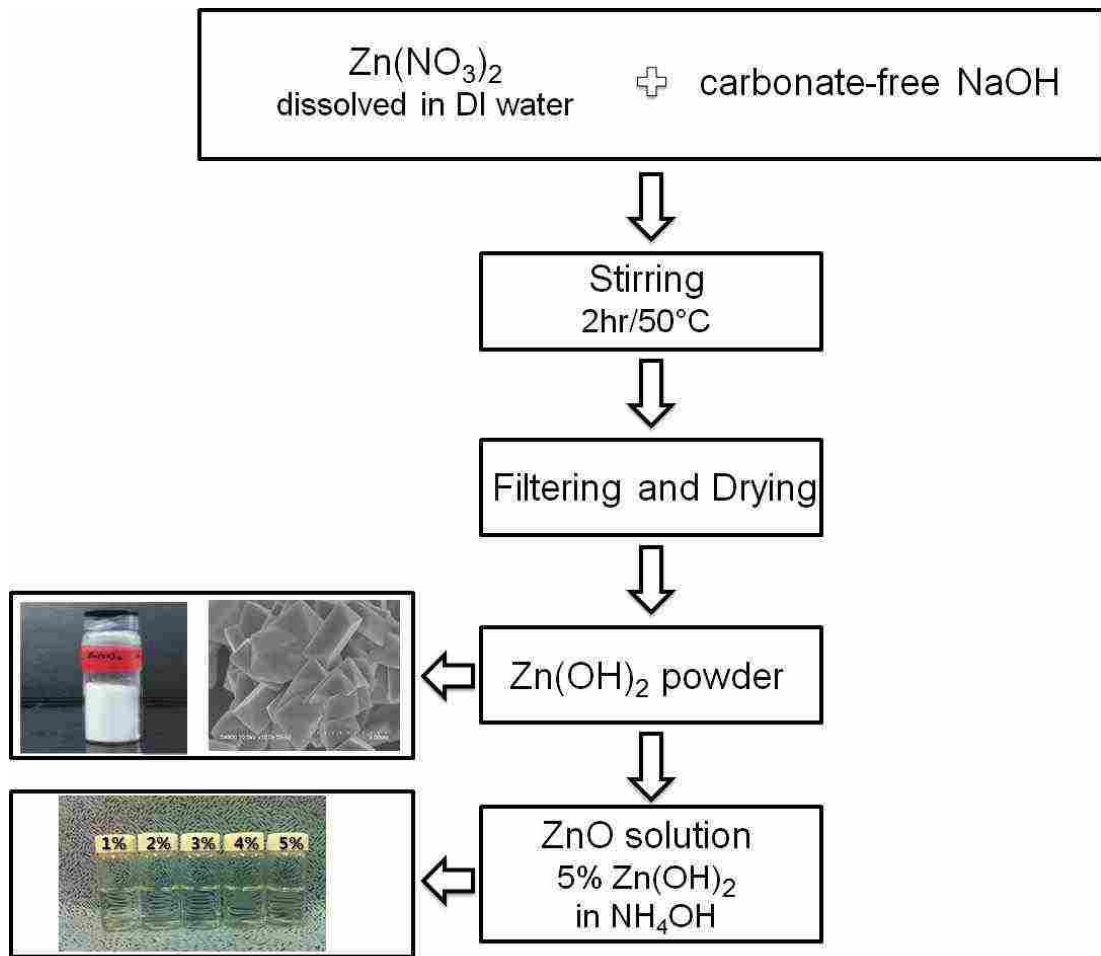 Zn(NO₃)₂
dissolved in DI water
carbonate-free NaOH
Stirring
2hr/50°C
Filtering and Drying
Zn(OH)₂ powder
ZnO solution
5% Zn(OH)₂
in NH₄OH
1% 2% 3% 4% 5%